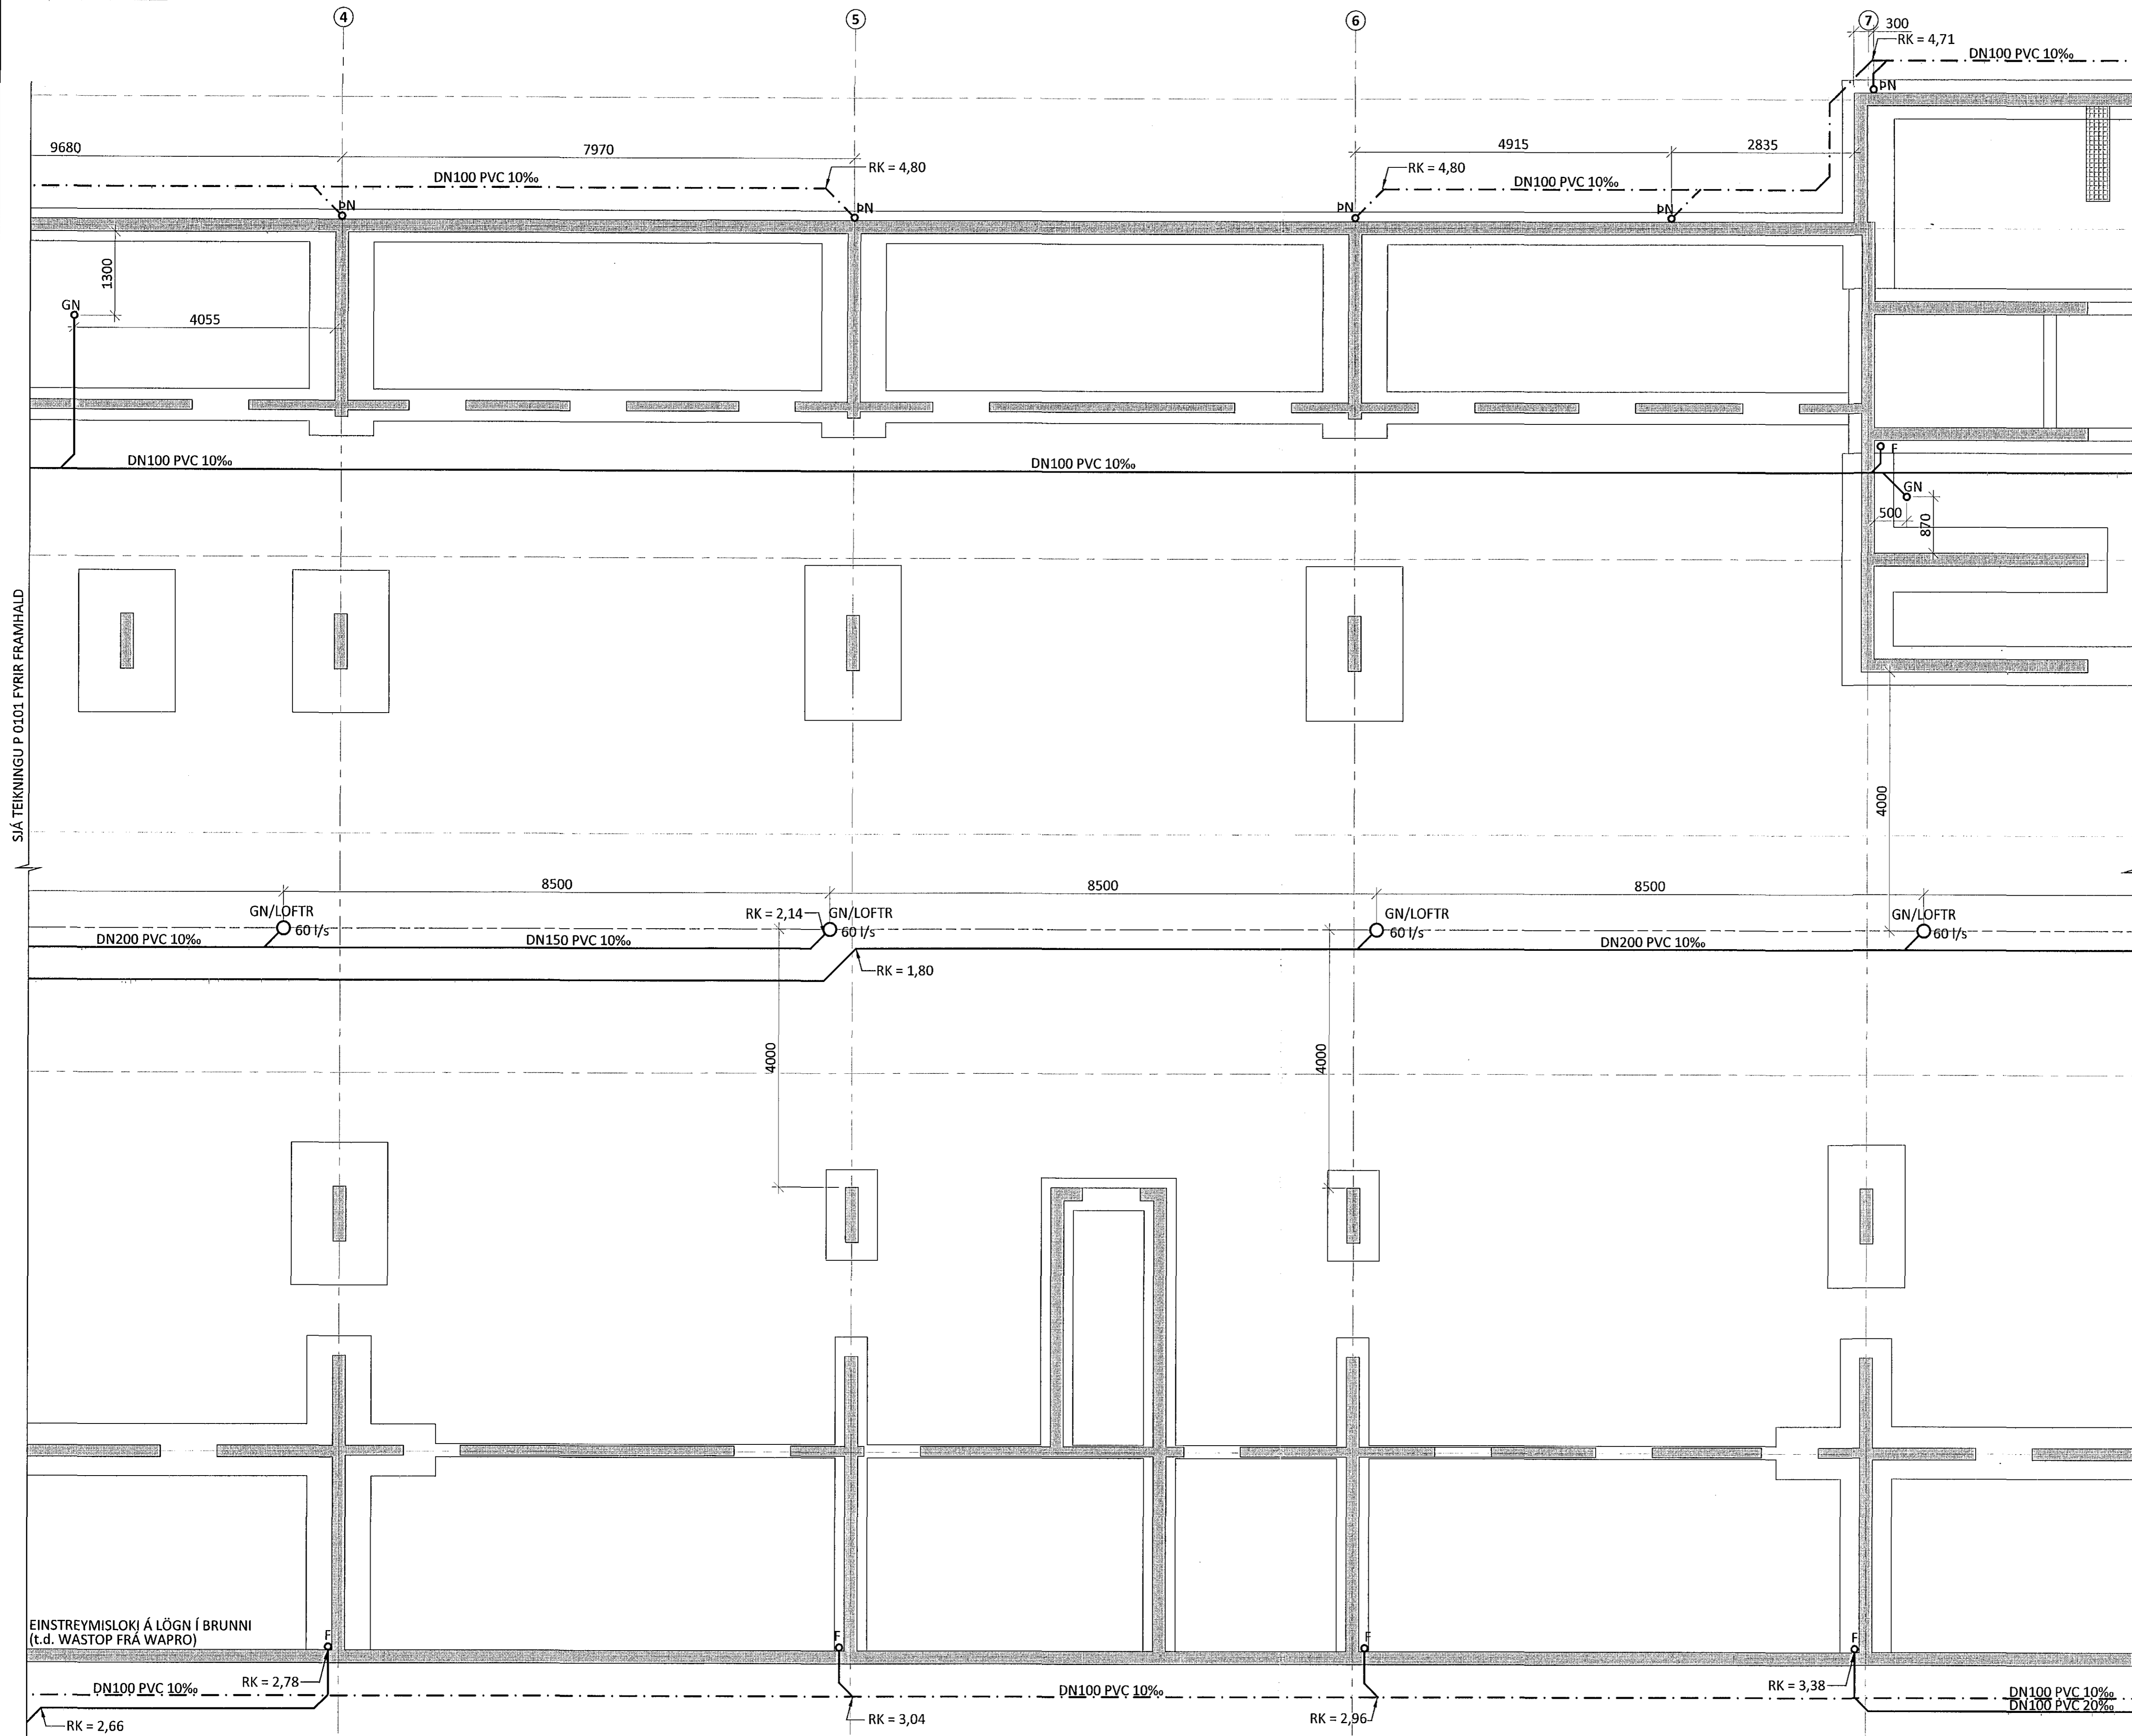 4
5
6
7
300
RK = 4,71
DN100 PVC 10‰
9680
7970
RK = 4,80
4915
2835
DN100 PVC 10‰
RK = 4,80
DN100 PVC 10‰
ÞN
ÞN
ÞN
ÞN
ÞN
1300
GN
4055
DN100 PVC 10‰
DN100 PVC 10‰
F
GN
500
870
SJÁ TEIKNINGU P 0101 FYRIR FRAMHALD
4000
8500
8500
8500
GN/LOFTR
60 l/s
RK = 2,14
GN/LOFTR
60 l/s
GN/LOFTR
60 l/s
GN/LOFTR
60 l/s
DN200 PVC 10‰
DN150 PVC 10‰
DN200 PVC 10‰
RK = 1,80
4000
4000
EINSTREYMISLOKI Á LÖGN Í BRUNNI
(t.d. WASTOP FRÁ WAPRO)
F
F
F
F
RK = 2,78
RK = 3,38
DN100 PVC 10‰
DN100 PVC 10‰
DN100 PVC 10‰
DN100 PVC 20‰
RK = 2,66
RK = 3,04
RK = 2,96